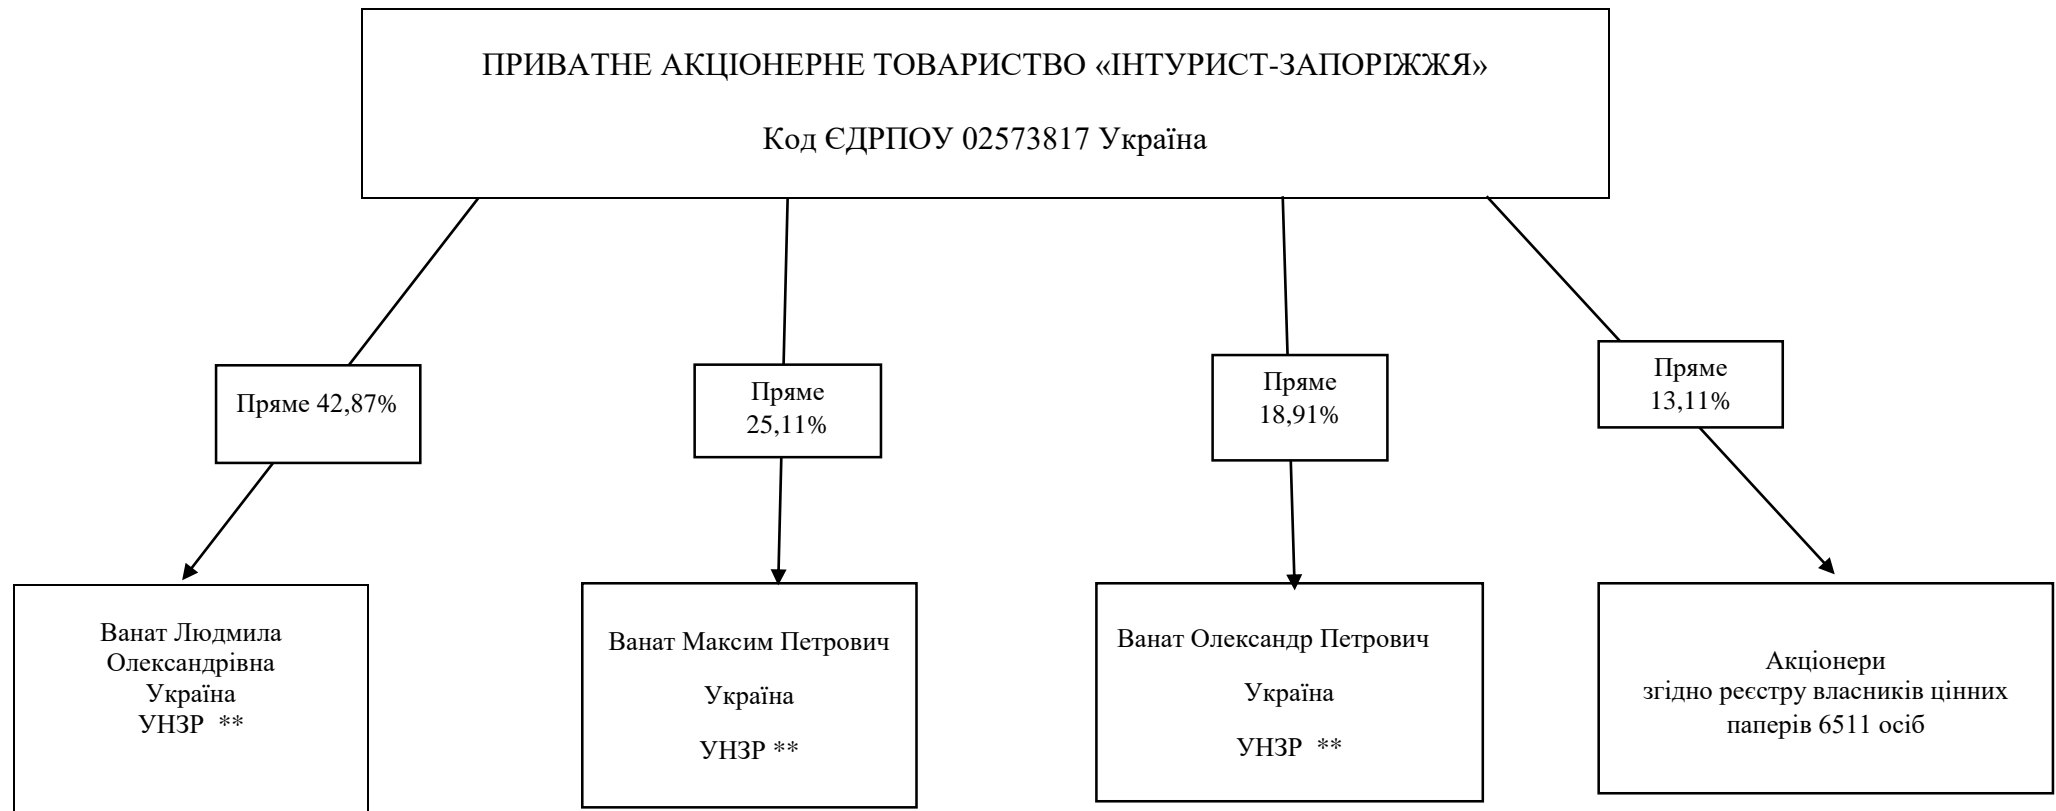 ПРИВАТНЕ АКЦІОНЕРНЕ ТОВАРИСТВО «ІНТУРИСТ-ЗАПОРІЖЖЯ»
Код ЄДРПОУ 02573817 Україна
Пряме 42,87%
Пряме
25,11%
Пряме
18,91%
Пряме
13,11%
Ванат Людмила
Олександрівна
Україна
УНЗР **
Ванат Максим Петрович
Україна
УНЗР **
Ванат Олександр Петрович
Україна
УНЗР **
Акціонери
згідно реєстру власників цінних
паперів 6511 осіб